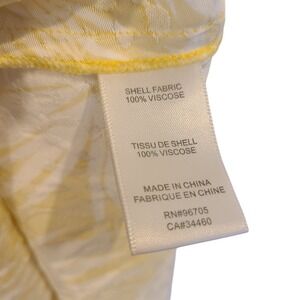 SHELL FABRIC
100% VISCOSE
TISSU DE SHELL
100% VISCOSE
MADE IN CHINA
FABRIQUE EN CHINE
RN#96705
CA#34460